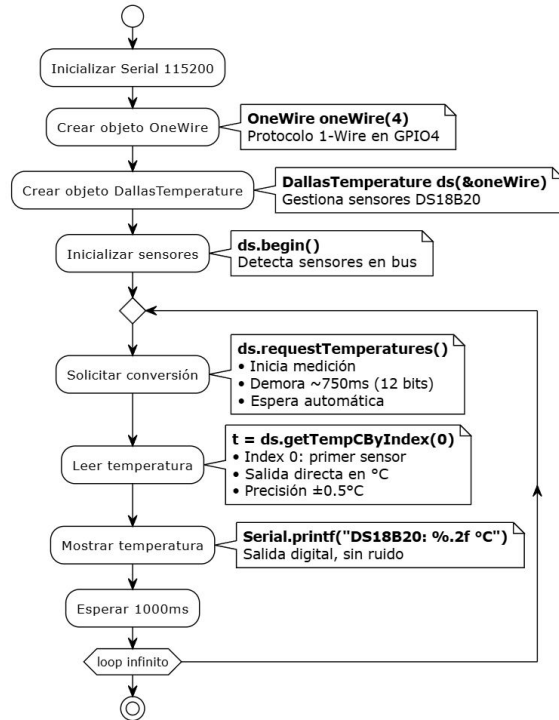 Inicializar Serial 115200
Crear objeto OneWire
OneWire oneWire(4)
Protocolo 1-Wire en GPIO4
Crear objeto DallasTemperature
DallasTemperature ds(&oneWire)
Gestiona sensores DS18B20
Inicializar sensores
ds.begin()
Detecta sensores en bus
Solicitar conversión
ds.requestTemperatures()
• Inicia medición
• Demora ~750ms (12 bits)
• Espera automática
Leer temperatura
t = ds.getTempCByIndex(0)
• Index 0: primer sensor
• Salida directa en °C
• Precisión ±0.5°C
Mostrar temperatura
Serial.printf("DS18B20: %.2f °C")
Salida digital, sin ruido
Esperar 1000ms
loop infinito